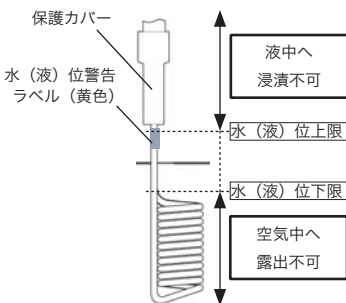 保護カバー
水（液）位警告
ラベル（黄色）
液中へ
浸漬不可
水（液）位上限
水（液）位下限
空気中へ
露出不可